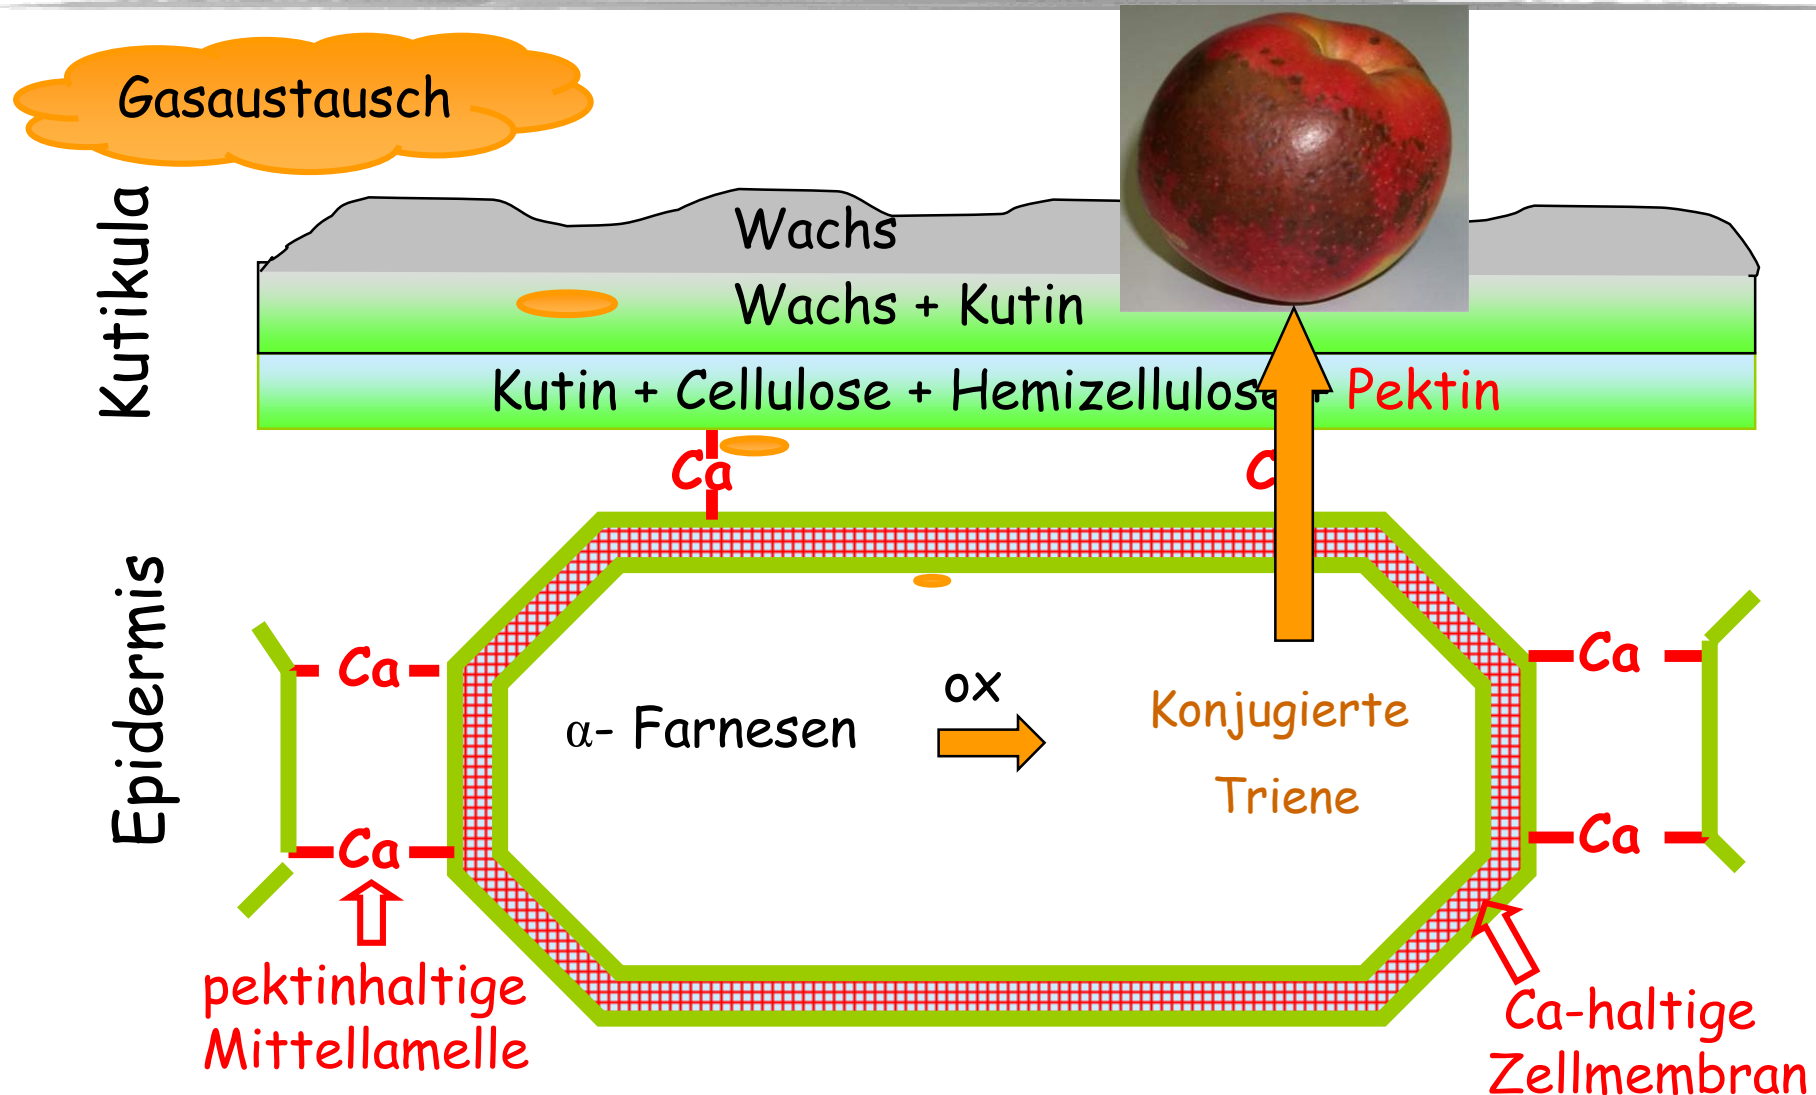 Gasaustausch
Kutikula
Wachs
Wachs + Kutin
Kutin + Cellulose + Hemizellulose + Pektin
Ca
C
Epidermis
Ca
Ca
ox
α- Farnesen
Konjugierte
Triene
Ca
Ca
pektinhaltige
Mittellamelle
Ca-haltige
Zellmembran